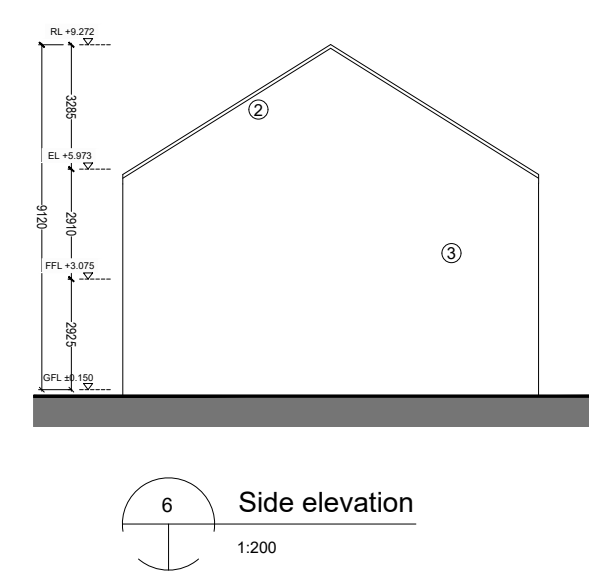 RL +9.272
3285
②
EL +5.973
9120
2910
③
FFL +3.075
2925
GFL ±0.150
6
Side elevation
1:200